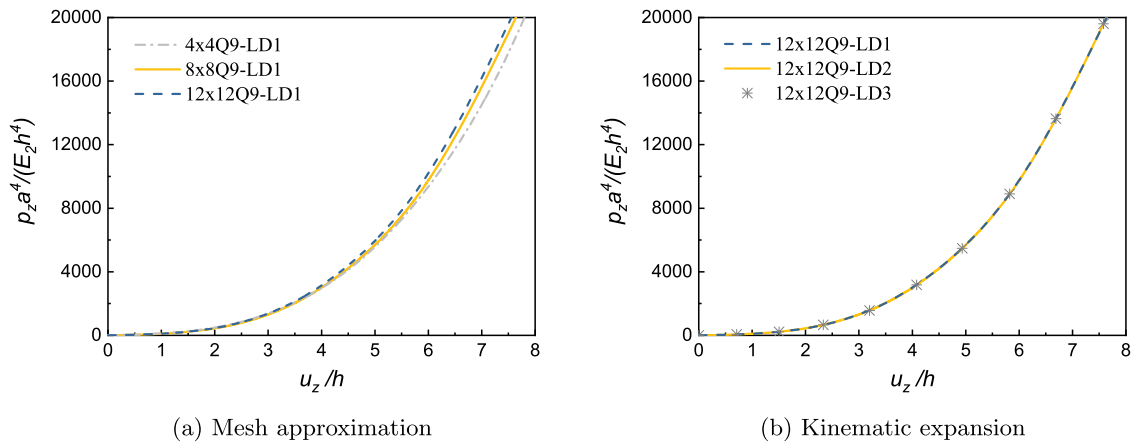 20000
16000
12000
8000
4000
0
p_z a^4/(E_2h^4)
4x4Q9-LD1
8x8Q9-LD1
12x12Q9-LD1
0 1 2 3 4 5 6 7 8
u_z /h
(a) Mesh approximation
20000
16000
12000
8000
4000
0
p_z a^4/(E_2h^4)
12x12Q9-LD1
12x12Q9-LD2
12x12Q9-LD3
0 1 2 3 4 5 6 7 8
u_z /h
(b) Kinematic expansion